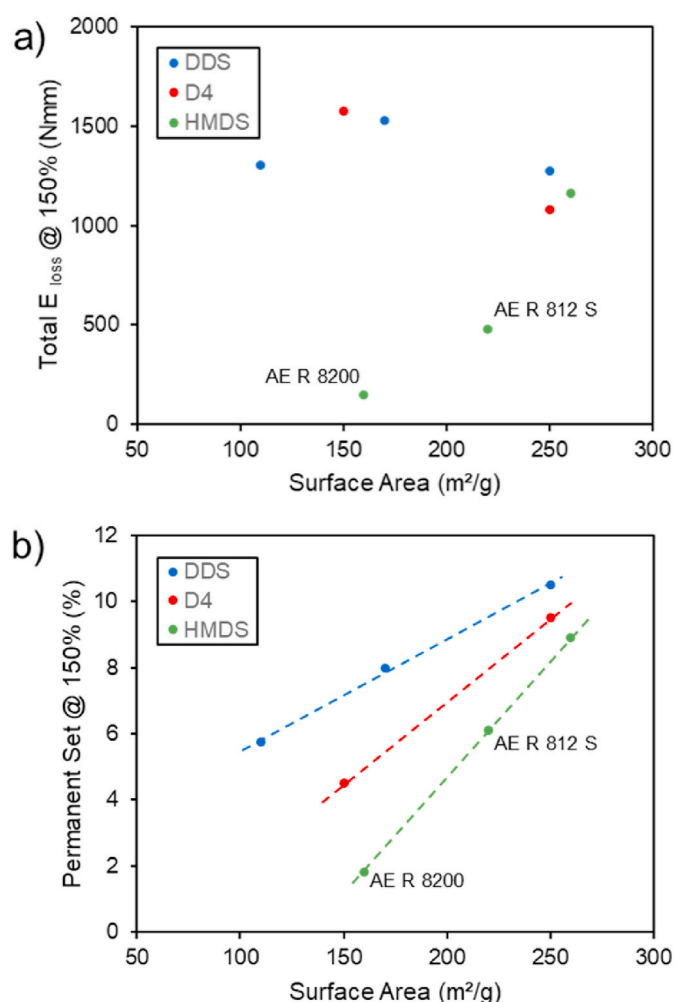 a)
2000
1500
1000
500
0
Total E loss @ 150% (Nmm)
DDS
D4
HMDS
AE R 812 S
AE R 8200
50 100 150 200 250 300
Surface Area (m²/g)
b)
12
10
8
6
4
2
0
Permanent Set @ 150% (%)
DDS
D4
HMDS
AE R 812 S
AE R 8200
50 100 150 200 250 300
Surface Area (m²/g)